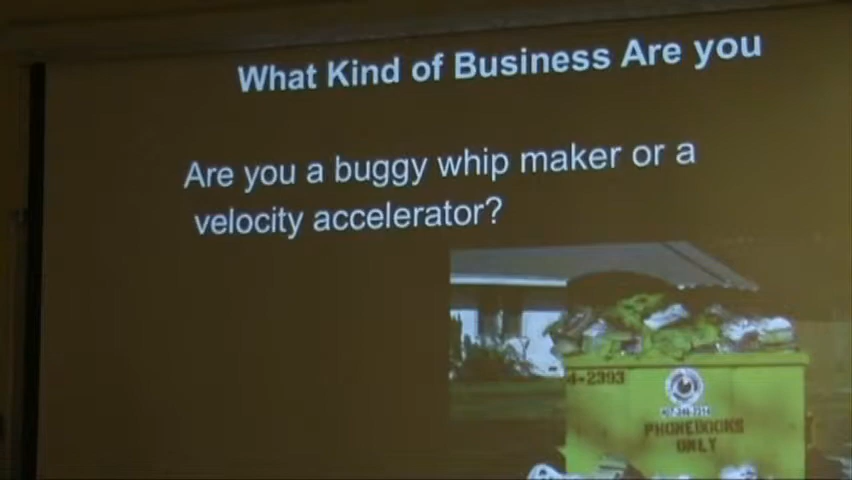 What Kind of Business Are you
Are you a buggy whip maker or a
velocity accelerator?
4-2393
PHONEBOOKS
ONLY